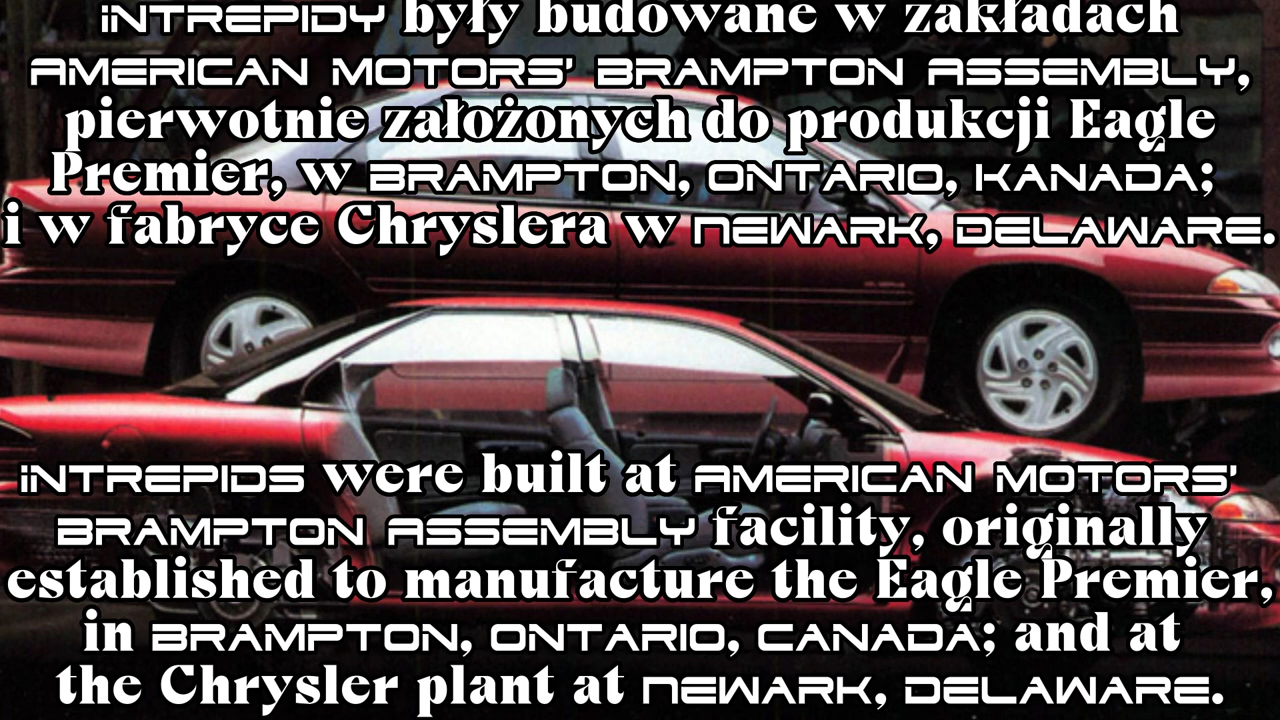 INTREPIDY były budowane w zakładach
AMERICAN MOTORS' BRAMPTON ASSEMBLY,
pierwotnie założonych do produkcji Eagle
Premier, w BRAMPTON, ONTARIO, KANADA;
i w fabryce Chryslera w NEWARK, DELAWARE.
INTREPIDS were built at AMERICAN MOTORS'
BRAMPTON ASSEMBLY facility, originally
established to manufacture the Eagle Premier,
in BRAMPTON, ONTARIO, CANADA; and at
the Chrysler plant at NEWARK, DELAWARE.